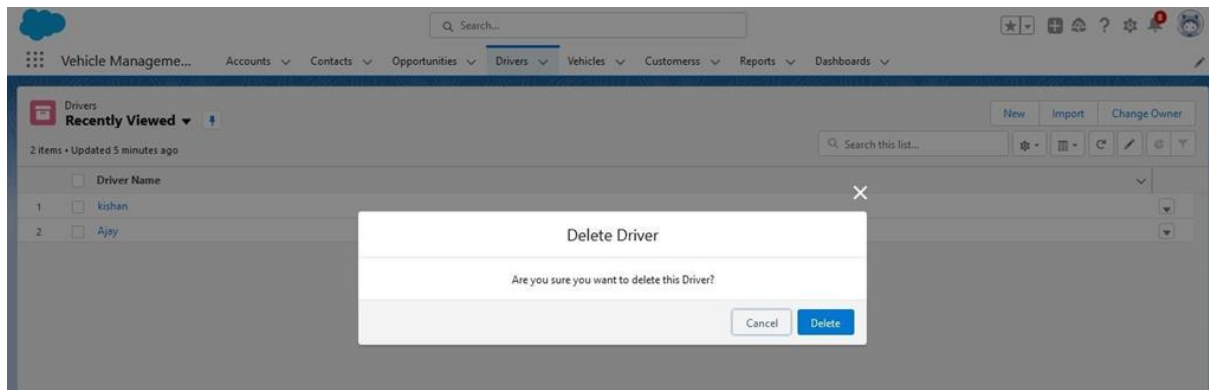 Search...
8
Vehicle Manageme... Accounts Contacts Opportunities Drivers Vehicles Customerss Reports Dashboards
Drivers
Recently Viewed
New Import Change Owner
2 items • Updated 5 minutes ago
Search this list...
Driver Name
1 kishan
2 Ajay
Delete Driver
Are you sure you want to delete this Driver?
Cancel Delete